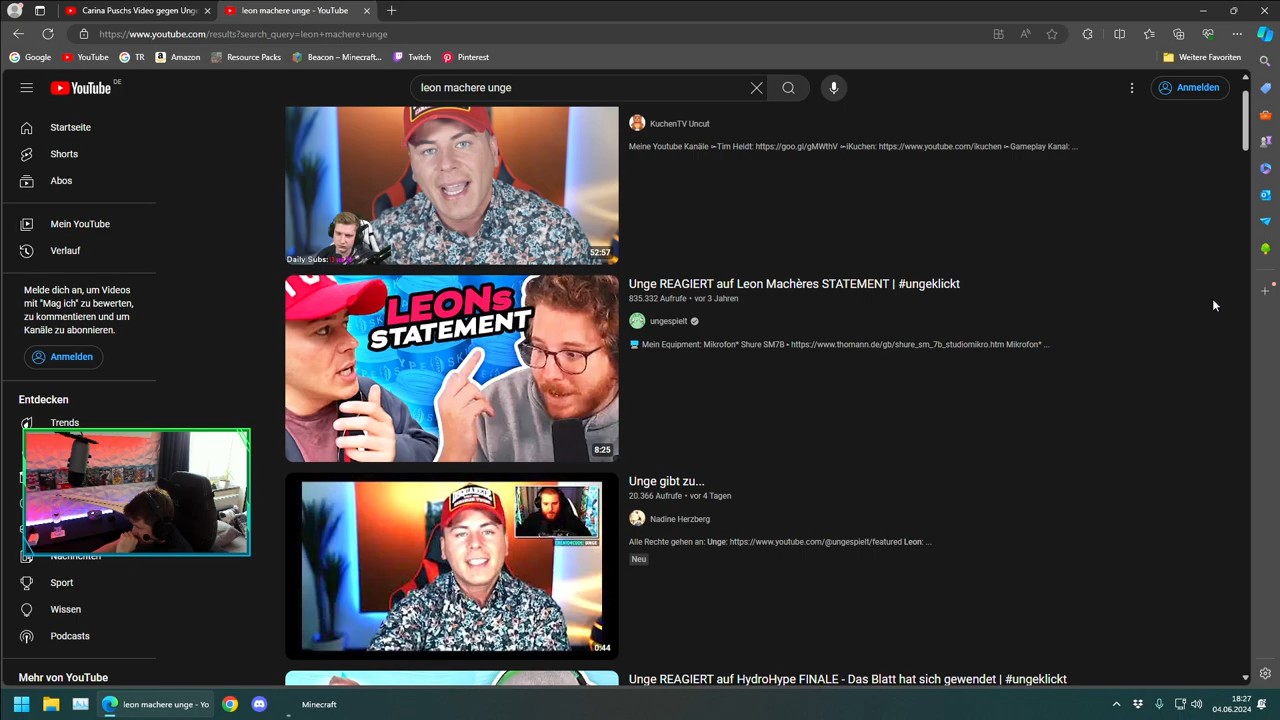 Carina Puschs Video gegen Unge
leon machere unge - YouTube
https://www.youtube.com/results?search_query=leon+machere+unge
Google
YouTube
TR
Amazon
Resource Packs
Beacon – Minecraft...
Twitch
Pinterest
Weitere Favoriten
YouTube DE
leon machere unge
Anmelden
Startseite
Shorts
Abos
Mein YouTube
Verlauf
Melde dich an, um Videos
mit "Mag ich" zu bewerten,
zu kommentieren und um
Kanäle zu abonnieren.
Anmelden
Entdecken
Trends
Nachrichten
Sport
Wissen
Podcasts
Mehr von YouTube
Daily Subs:
52:57
KuchenTV Uncut
Meine Youtube Kanäle ➳Tim Heldt: https://goo.gl/gMWthV ➳iKuchen: https://www.youtube.com/ikuchen ➳Gameplay Kanal: ...
LEONs
STATEMENT
8:25
Unge REAGIERT auf Leon Machères STATEMENT | #ungeklickt
835.332 Aufrufe • vor 3 Jahren
ungespielt
Mein Equipment: Mikrofon* Shure SM7B ▸ https://www.thomann.de/gb/shure_sm_7b_studiomikro.htm Mikrofon* ...
0:44
Unge gibt zu...
20.366 Aufrufe • vor 4 Tagen
Nadine Herzberg
Alle Rechte gehen an: Unge: https://www.youtube.com/@ungespielt/featured Leon: ...
Neu
Unge REAGIERT auf HydroHype FINALE - Das Blatt hat sich gewendet | #ungeklickt
leon machere unge - Yo
Minecraft
18:27
04.06.2024